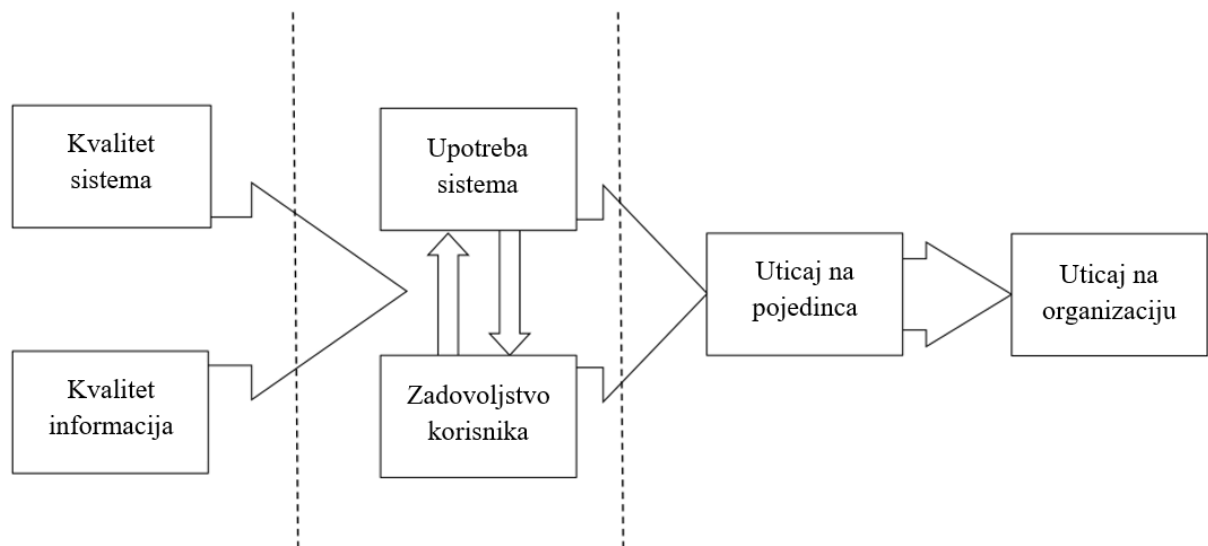 Kvalitet
sistema
Kvalitet
informacija
Upotreba
sistema
Zadovoljstvo
korisnika
Uticaj na
pojedinca
Uticaj na
organizaciju